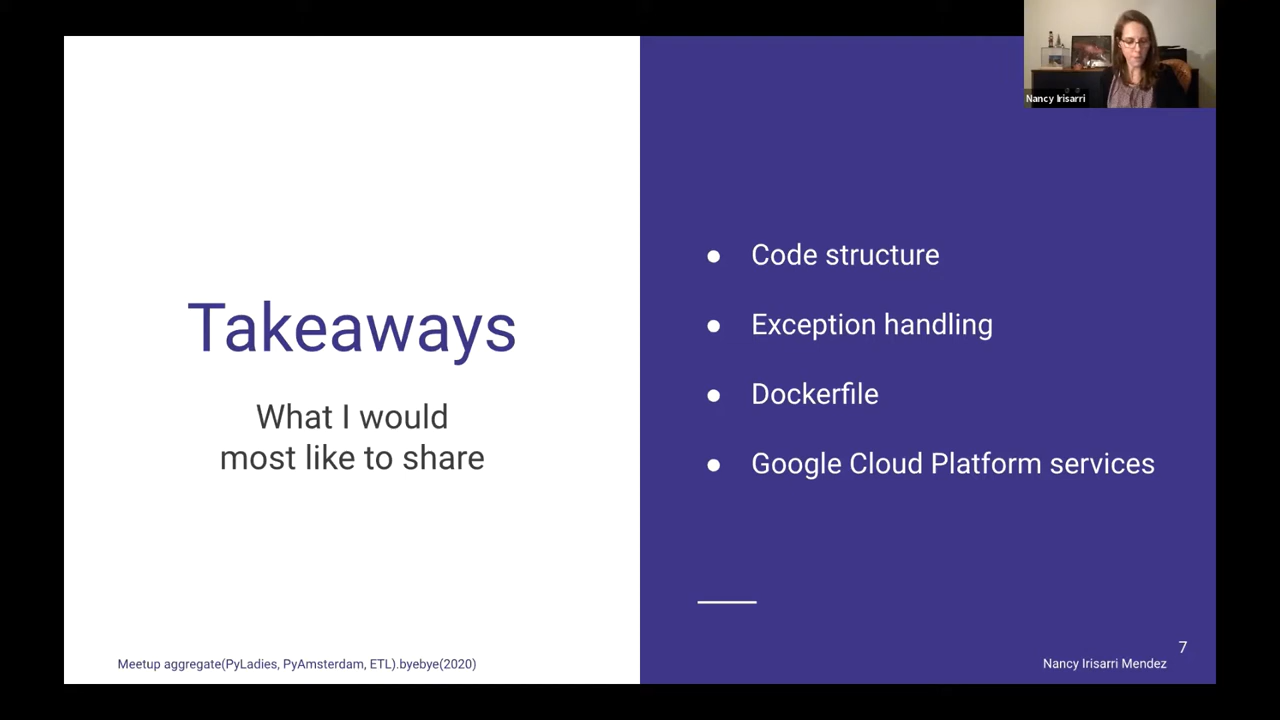 Nancy Irisarri
Takeaways
What I would
most like to share
● Code structure
● Exception handling
● Dockerfile
● Google Cloud Platform services
7
Meetup aggregate(PyLadies, PyAmsterdam, ETL).byebye(2020)
Nancy Irisarri Mendez